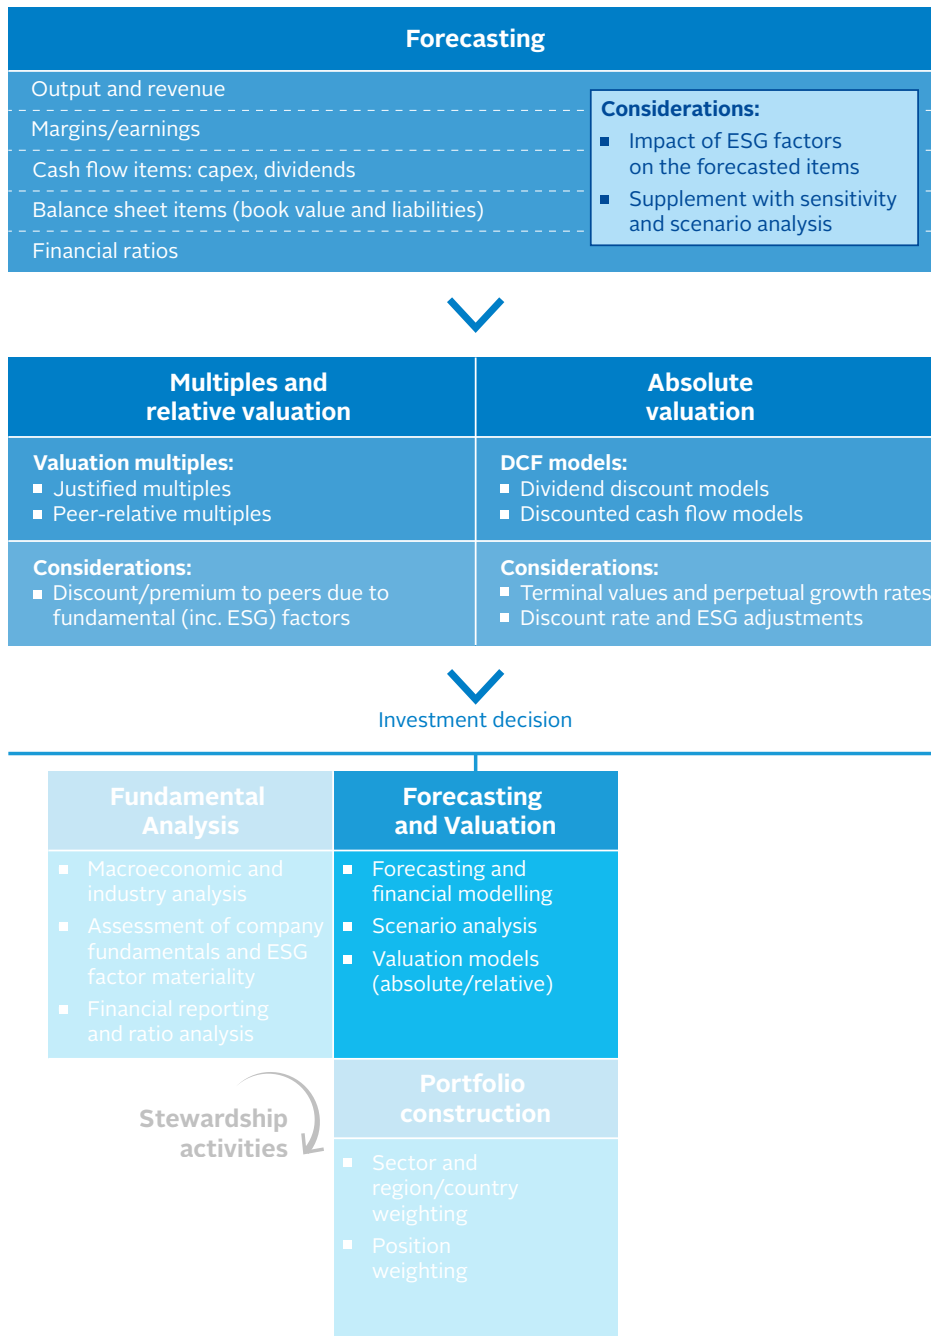 Forecasting
Output and revenue
Margins/earnings
Cash flow items: capex, dividends
Balance sheet items (book value and liabilities)
Financial ratios
Considerations:
Impact of ESG factors
on the forecasted items
Supplement with sensitivity
and scenario analysis
Multiples and
relative valuation
Valuation multiples:
Justified multiples
Peer-relative multiples
Considerations:
Discount/premium to peers due to
fundamental (inc. ESG) factors
Absolute
valuation
DCF models:
Dividend discount models
Discounted cash flow models
Considerations:
Terminal values and perpetual growth rates
Discount rate and ESG adjustments
Investment decision
Fundamental
Analysis
Macroeconomic and
industry analysis
Assessment of company
fundamentals and ESG
factor materiality
Financial reporting
and ratio analysis
Forecasting
and Valuation
Forecasting and
financial modelling
Scenario analysis
Valuation models
(absolute/relative)
Stewardship
activities
Portfolio
construction
Sector and
region/country
weighting
Position
weighting